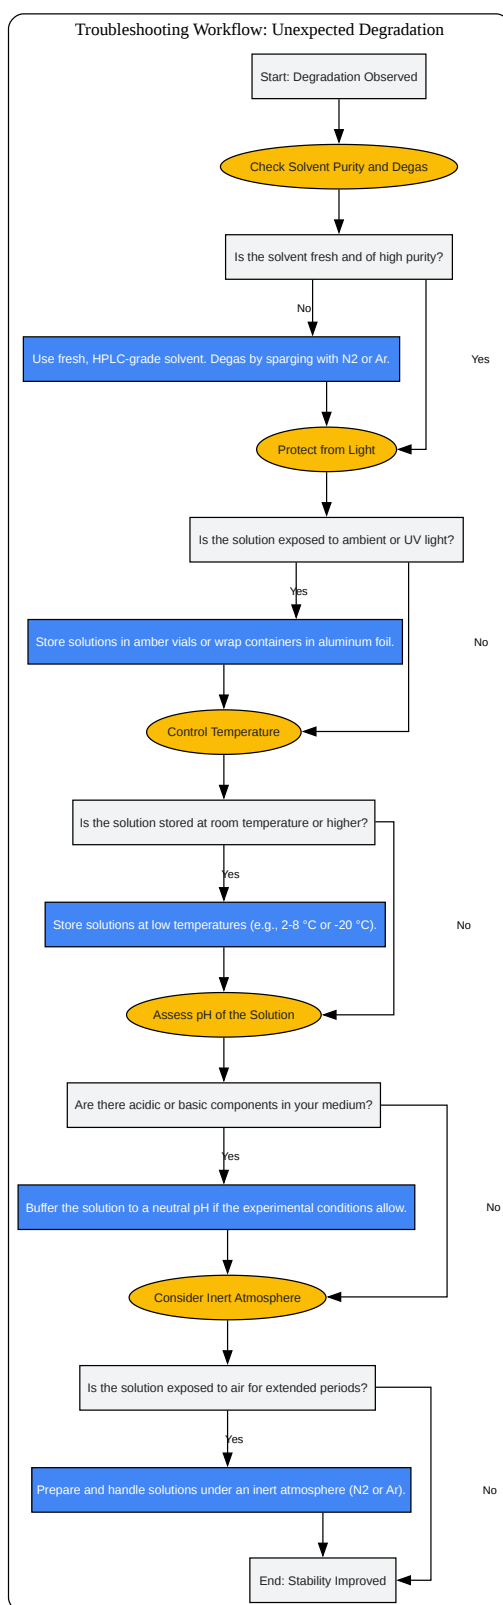 Troubleshooting Workflow: Unexpected Degradation
Start: Degradation Observed
Check Solvent Purity and Degas
Is the solvent fresh and of high purity?
No
Use fresh, HPLC-grade solvent. Degas by sparging with N2 or Ar.
Yes
Protect from Light
Is the solution exposed to ambient or UV light?
Yes
Store solutions in amber vials or wrap containers in aluminum foil.
No
Control Temperature
Is the solution stored at room temperature or higher?
Yes
Store solutions at low temperatures (e.g., 2-8 °C or -20 °C).
No
Assess pH of the Solution
Are there acidic or basic components in your medium?
Yes
Buffer the solution to a neutral pH if the experimental conditions allow.
No
Consider Inert Atmosphere
Is the solution exposed to air for extended periods?
Yes
Prepare and handle solutions under an inert atmosphere (N2 or Ar).
No
End: Stability Improved